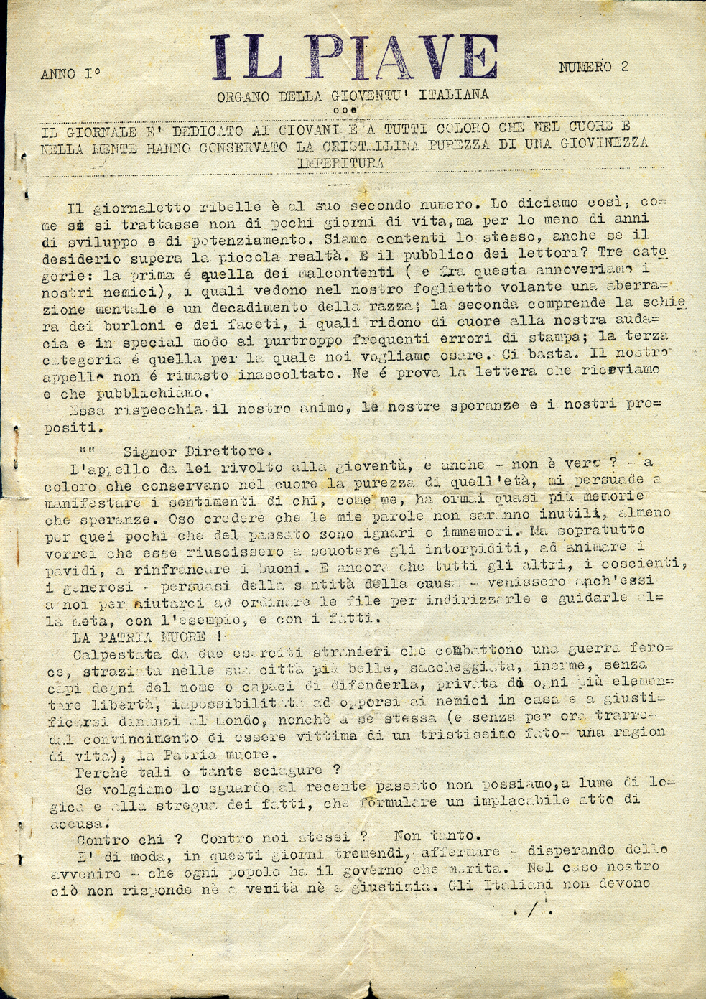 IL PIAVE
ANNO I°
NUMERO 2
ORGANO DELLA GIOVENTU' ITALIANA
ooo
IL GIORNALE E' DEDICATO AI GIOVANI E A TUTTI COLORO CHE NEL CUORE E
NELLA MENTE HANNO CONSERVATO LA CRISTALLINA PUREZZA DI UNA GIOVINEZZA
IMPERITURA
Il giornaletto ribelle è al suo secondo numero. Lo diciamo così, co=
me se si trattasse non di pochi giorni di vita,ma per lo meno di anni
di sviluppo e di potenziamento. Siamo contenti lo stesso, anche se il
desiderio supera la piccola realtà. E il pubblico dei lettori? Tre cate
gorie: la prima é quella dei malcontenti ( e fra questa annoveriamo i
nostri nemici), i quali vedono nel nostro foglietto volante una aberra=
zione mentale e un decadimento della razza; la seconda comprende la schie
ra dei burloni e dei faceti, i quali ridono di cuore alla nostra auda=
cia e in special modo ai purtroppo frequenti errori di stampa; la terza
categoria é quella per la quale noi vogliamo osare. Ci basta. Il nostro
appello non é rimasto inascoltato. Ne é prova la lettera che riceviamo
e che pubblichiamo.
Essa rispecchia il nostro animo, le nostre speranze e i nostri pro=
positi.
"" Signor Direttore.
L'appello da lei rivolto alla gioventù, e anche - non è vero ? - a
coloro che conservano nel cuore la purezza di quell'età, mi persuade a
manifestare i sentimenti di chi, come me, ha ormai quasi più memorie
che speranze. Oso credere che le mie parole non saranno inutili, almeno
per quei pochi che del passato sono ignari o immemori. Ma sopratutto
vorrei che esse riuscissero a scuotere gli intorpiditi, ad animare i
pavidi, a rinfrancare i buoni. E ancora che tutti gli altri, i coscienti,
i generosi - persuasi della santità della cuusa - venissero anch'essi
a noi per aiutarci ad ordinare le file per indirizzarle e guidarle al=
la meta, con l'esempio, e con i fatti.
LA PATRIA MUORE !
Calpestata da due eserciti stranieri che combattono una guerra fero=
ce, straziata nelle sue città più belle, saccheggiata, inerme, senza
capi degni del nome o capaci di difenderla, privata di ogni più elemen=
tare libertà, impossibilitata ad opporsi ai nemici in casa e a giusti=
ficarsi dinanzi al mondo, nonchè a sè stessa (e senza per ora trarre-
dal convincimento di essere vittima di un tristissimo fato- una ragion
di vita), la Patria muore.
Perchè tali e tante sciagure ?
Se volgiamo lo sguardo al recente passato non possiamo,a lume di lo=
gica e alla stregua dei fatti, che formulare un implacabile atto di
accusa.
Contro chi ? Contro noi stessi ? Non tanto.
E' di moda, in questi giorni tremendi, affermare - disperando dello
avvenire - che ogni popolo ha il governo che merita. Nel caso nostro
ciò non risponde nè a verità nè a giustizia. Gli Italiani non devono
./.